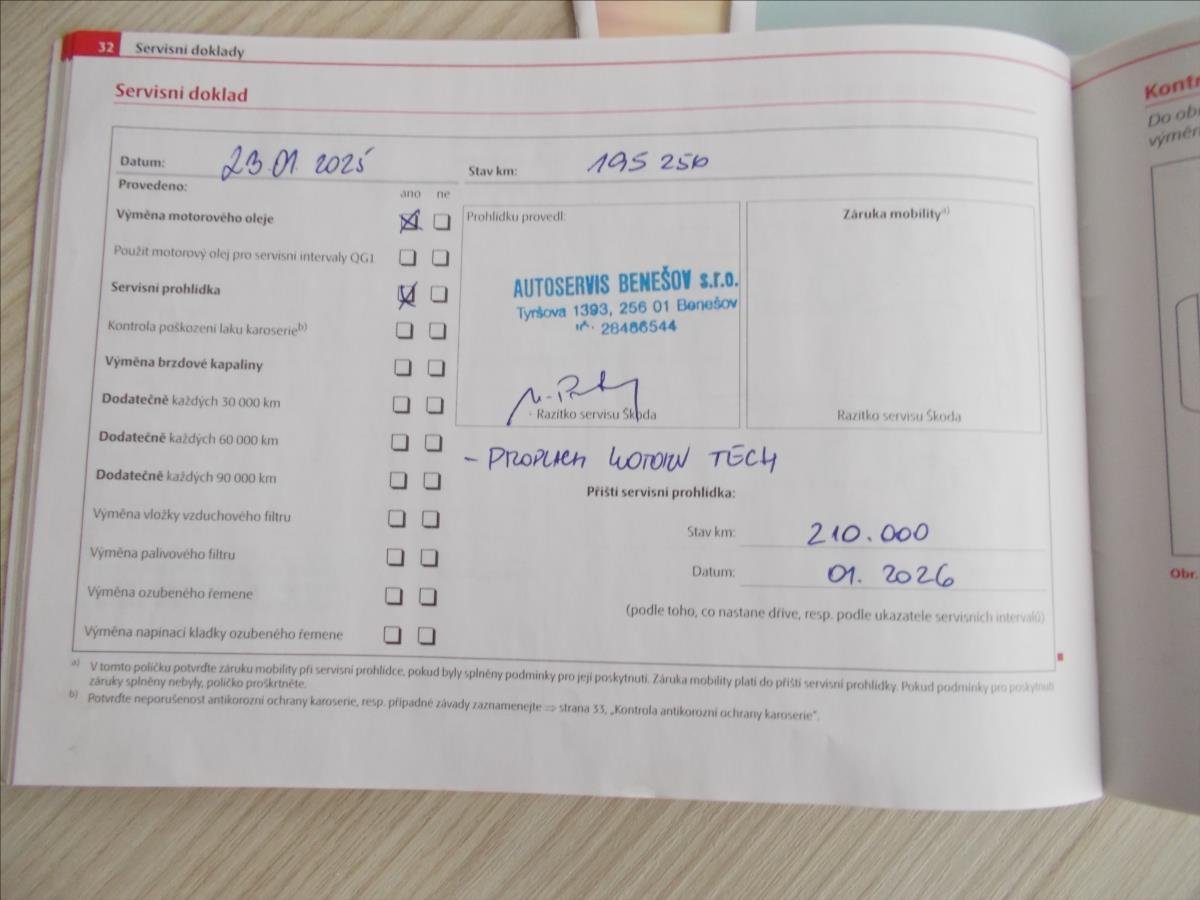 32 Servisní doklady
Servisní doklad
Datum: 23.01 2025 Stav km: 195 256
Provedeno: ano ne
Výměna motorového oleje
Použit motorový olej pro servisní intervaly QG1
Servisní prohlídka
Kontrola poškození laku karoserie b)
Výměna brzdové kapaliny
Dodatečně každých 30 000 km
Dodatečně každých 60 000 km
Dodatečně každých 90 000 km
Výměna vložky vzduchového filtru
Výměna palivového filtru
Výměna ozubeného řemene
Výměna napínací kladky ozubeného řemene
Prohlídku provedl:
AUTOSERVIS BENEŠOV s.r.o.
Tyršova 1393, 256 01 Benešov
IČ: 28486544
Razítko servisu Škoda
Záruka mobility a)
Razítko servisu Škoda
- PROPLACH MOTORU TECH
Příští servisní prohlídka:
Stav km: 210.000
Datum: 01. 2026
(podle toho, co nastane dříve, resp. podle ukazatele servisních intervalů)
a) V tomto políčku potvrďte záruku mobility při servisní prohlídce, pokud byly splněny podmínky pro její poskytnutí. Záruka mobility platí do příští servisní prohlídky. Pokud podmínky pro poskytnutí
záruky splněny nebyly, políčko proškrtněte.
b) Potvrďte neporušenost antikorozní ochrany karoserie, resp. případné závady zaznamenejte ⇒ strana 33, „Kontrola antikorozní ochrany karoserie".
Kontr
Do obr
výměn
Obr.